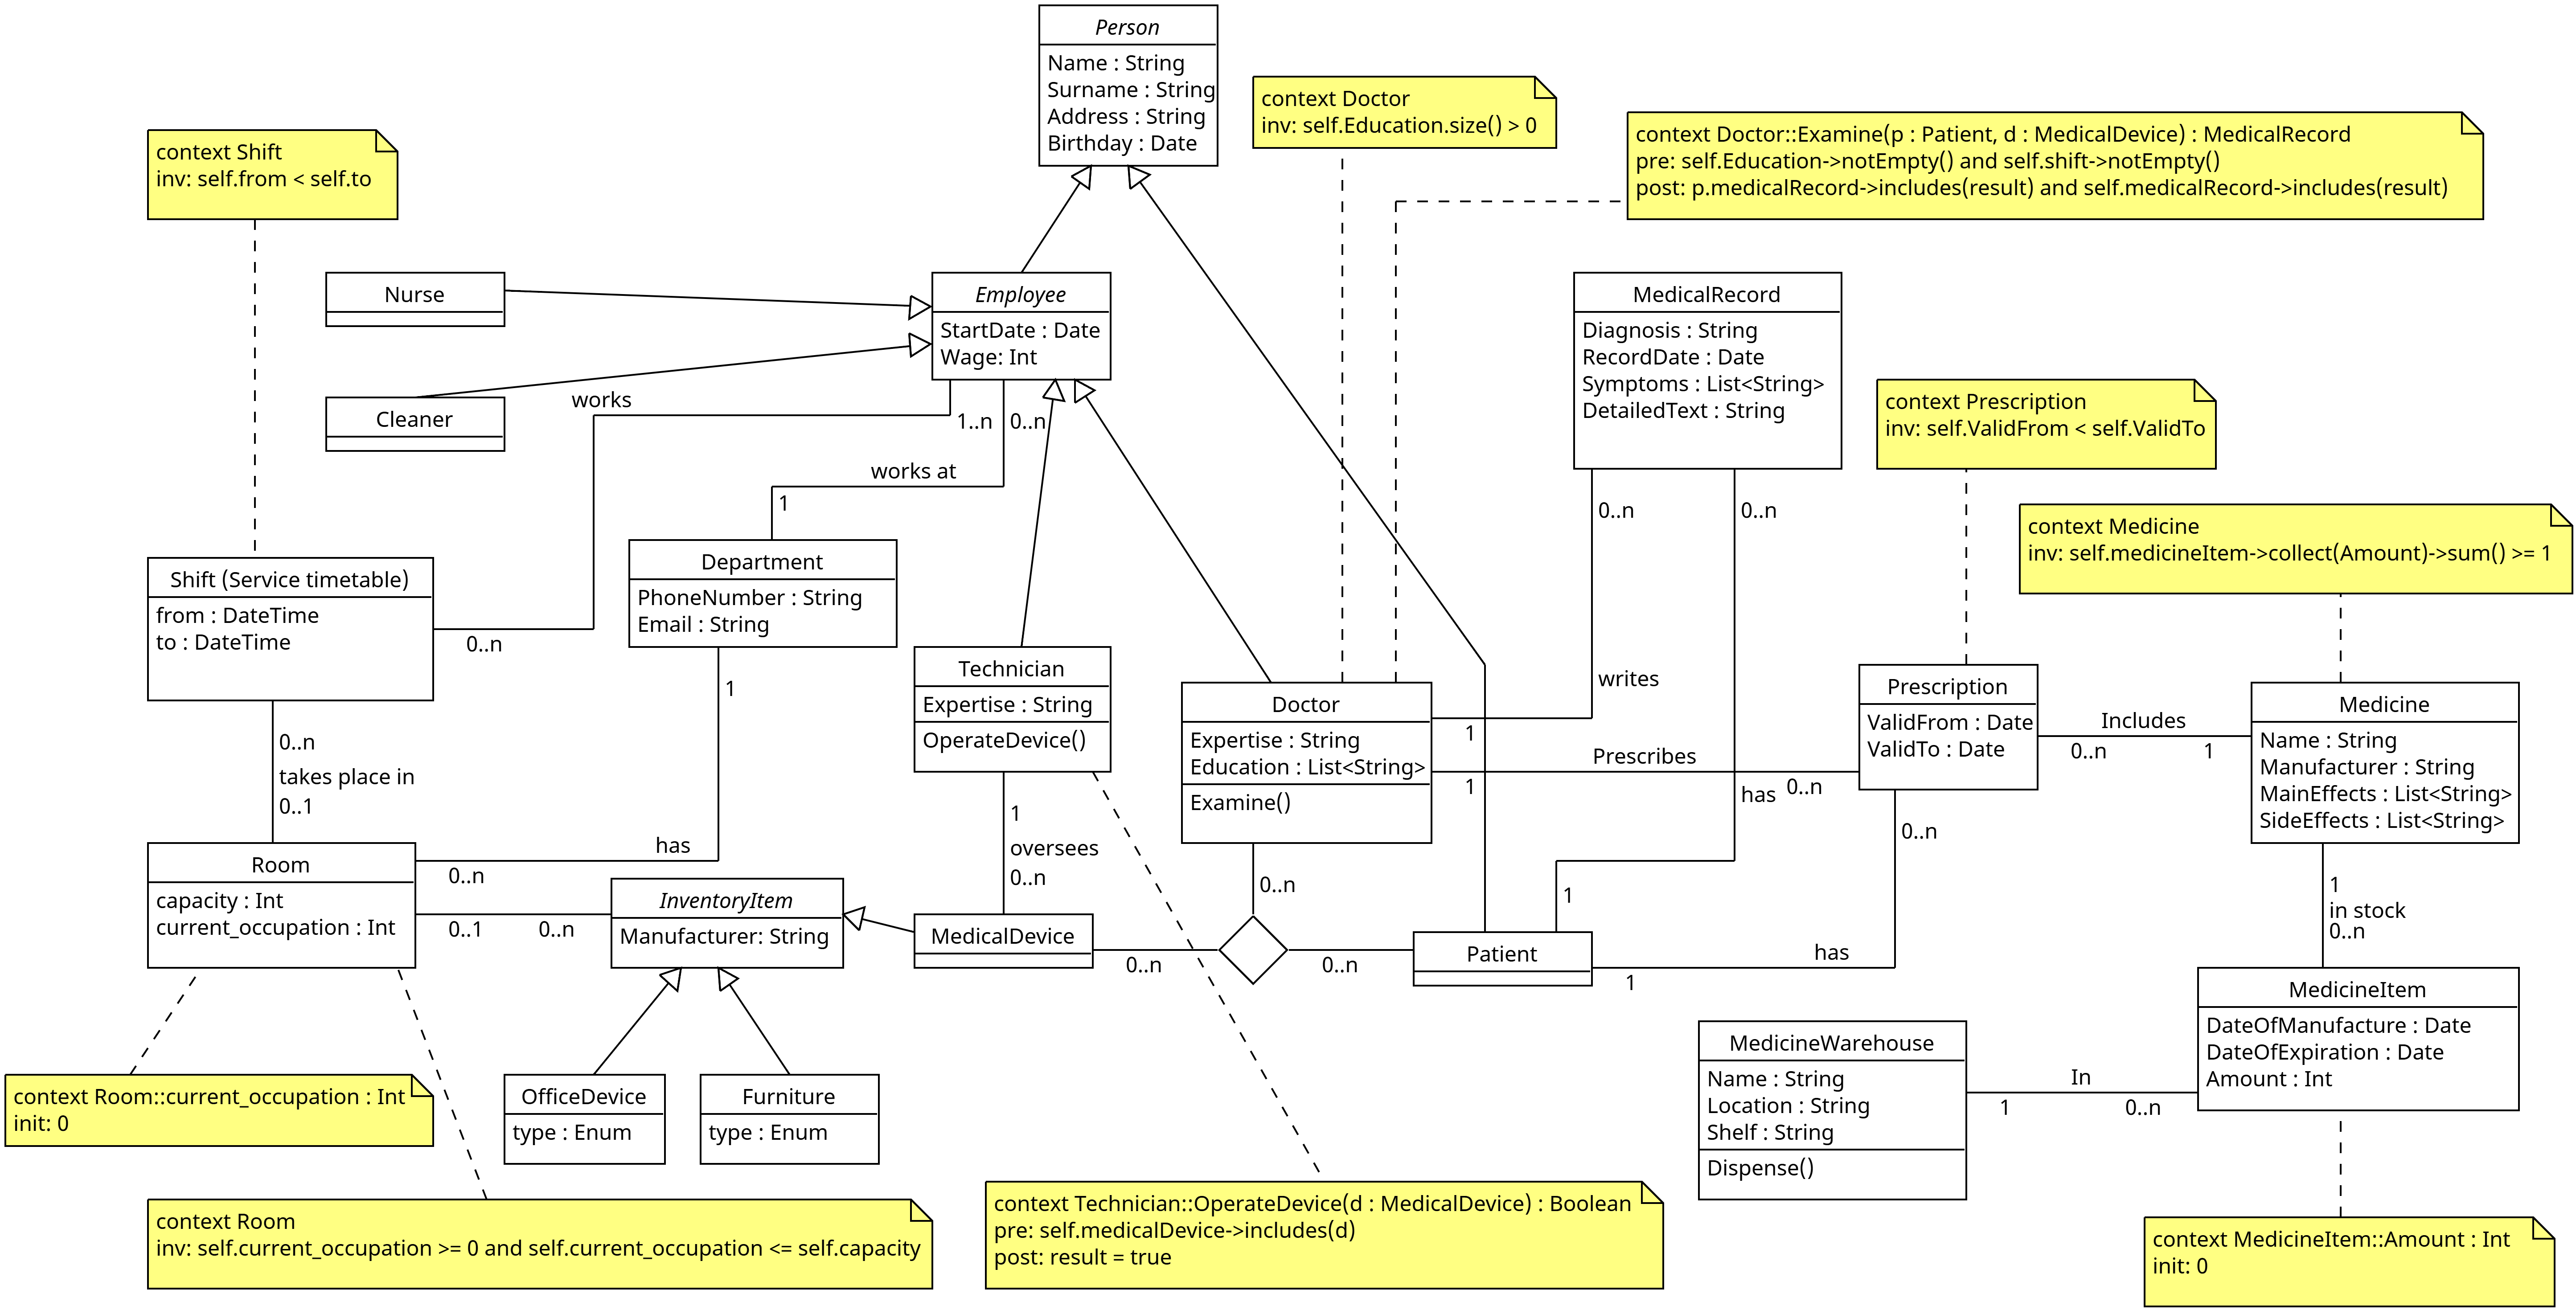 Person
Name : String
Surname : String
Address : String
Birthday : Date
context Doctor
inv: self.Education.size() > 0
context Doctor::Examine(p : Patient, d : MedicalDevice) : MedicalRecord
pre: self.Education->notEmpty() and self.shift->notEmpty()
post: p.medicalRecord->includes(result) and self.medicalRecord->includes(result)
context Shift
inv: self.from < self.to
Nurse
Employee
StartDate : Date
Wage: Int
MedicalRecord
Diagnosis : String
RecordDate : Date
Symptoms : List<String>
DetailedText : String
Cleaner
works
1..n
0..n
context Prescription
inv: self.ValidFrom < self.ValidTo
works at
1
0..n
0..n
context Medicine
inv: self.medicineItem->collect(Amount)->sum() >= 1
Shift (Service timetable)
from : DateTime
to : DateTime
0..n
Department
PhoneNumber : String
Email : String
1
Technician
Expertise : String
OperateDevice()
Doctor
Expertise : String
Education : List<String>
Examine()
writes
1
Prescribes
1
0..n
has
Prescription
ValidFrom : Date
ValidTo : Date
Includes
0..n
1
Medicine
Name : String
Manufacturer : String
MainEffects : List<String>
SideEffects : List<String>
0..n
takes place in
0..1
1
oversees
0..n
0..n
0..n
1
in stock
0..n
Room
capacity : Int
current_occupation : Int
has
0..n
0..1
0..n
InventoryItem
Manufacturer: String
MedicalDevice
0..n
0..n
1
Patient
has
1
MedicineItem
DateOfManufacture : Date
DateOfExpiration : Date
Amount : Int
MedicineWarehouse
Name : String
Location : String
Shelf : String
Dispense()
In
1
0..n
context Room::current_occupation : Int
init: 0
OfficeDevice
type : Enum
Furniture
type : Enum
context Room
inv: self.current_occupation >= 0 and self.current_occupation <= self.capacity
context Technician::OperateDevice(d : MedicalDevice) : Boolean
pre: self.medicalDevice->includes(d)
post: result = true
context MedicineItem::Amount : Int
init: 0